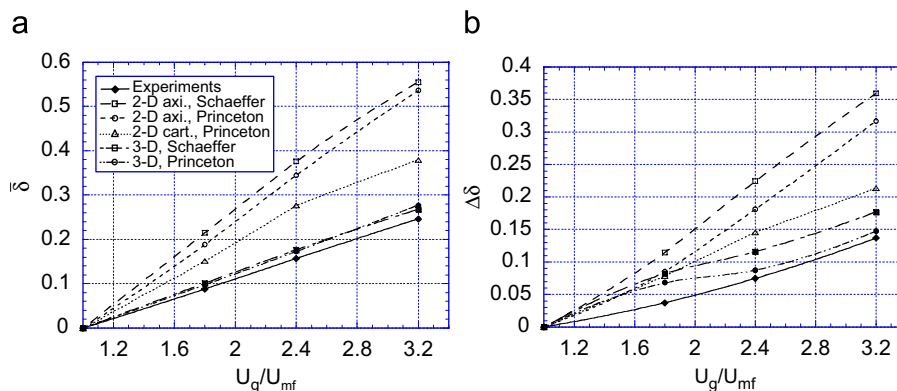 a
0.6
0.5
0.4
0.3
0.2
0.1
0
δ̄
Experiments
2-D axi., Schaeffer
2-D axi., Princeton
2-D cart., Princeton
3-D, Schaeffer
3-D, Princeton
1.2 1.6 2 2.4 2.8 3.2
U_g/U_mf
b
0.4
0.35
0.3
0.25
0.2
0.15
0.1
0.05
0
Δδ
1.2 1.6 2 2.4 2.8 3.2
U_g/U_mf